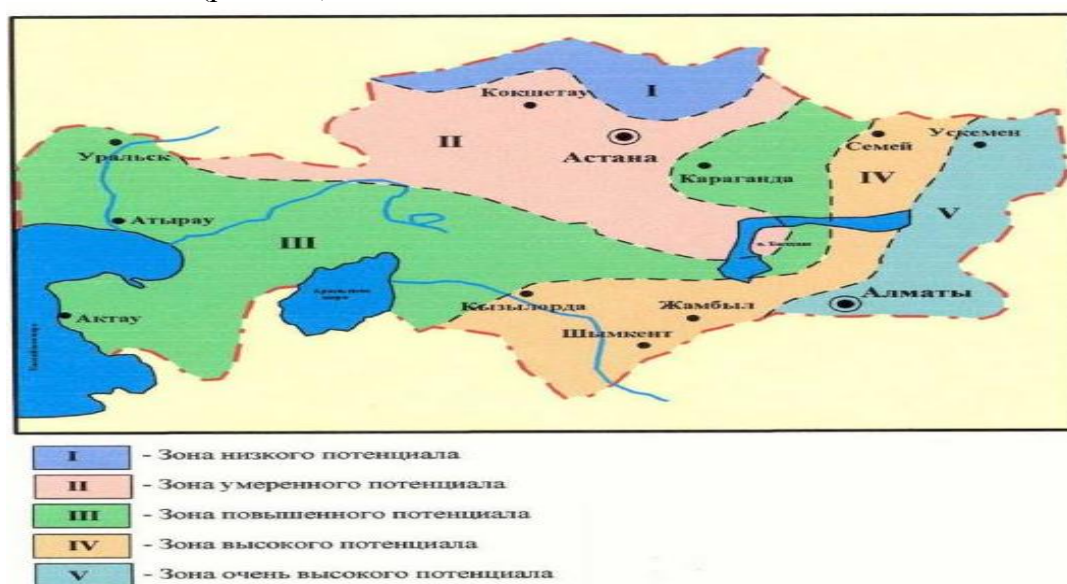 Кокшетау
I
II
Астана
Уральск
Караганда
Семей
Ускемен
IV
V
Атырау
III
Актау
Кызылорда
Жамбыл
Алматы
Шымкент
I - Зона низкого потенциала
II - Зона умеренного потенциала
III - Зона повышенного потенциала
IV - Зона высокого потенциала
V - Зона очень высокого потенциала